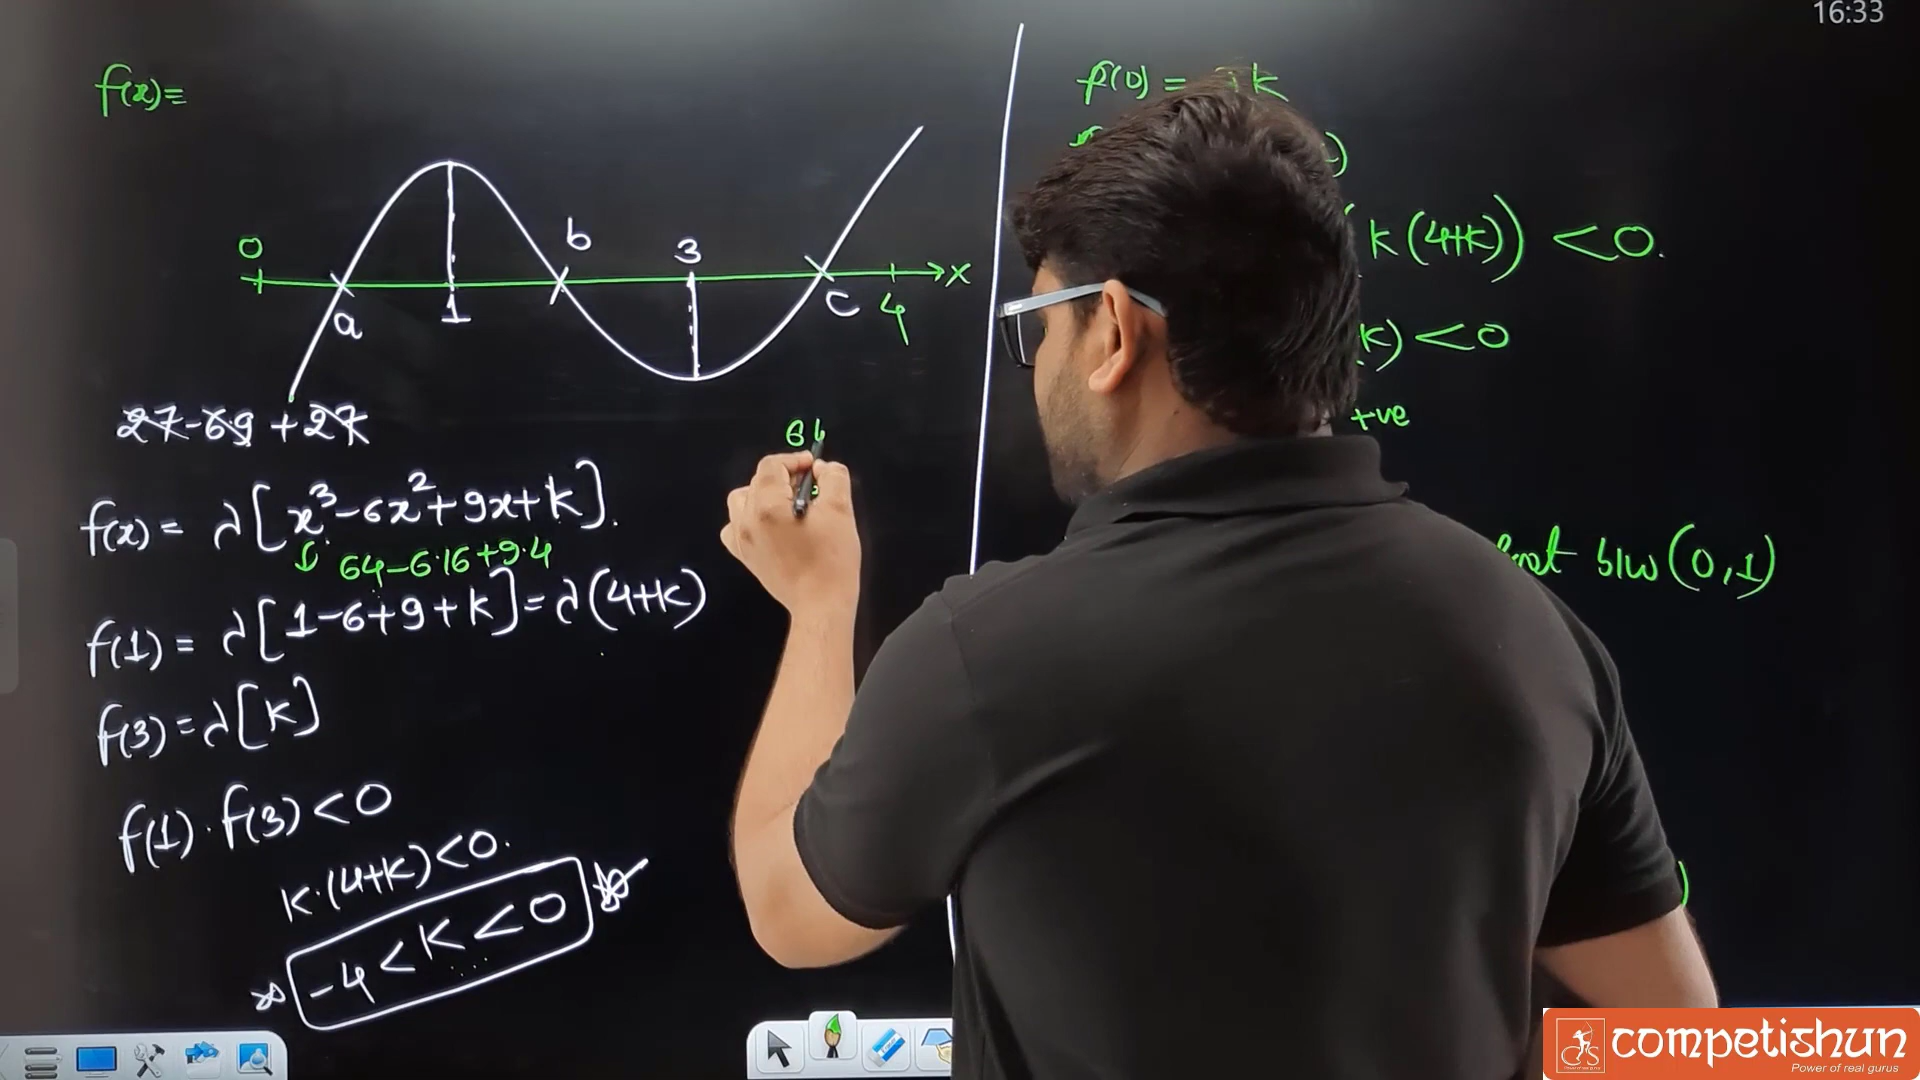 16:33
f(x)=
0
a
1
b
3
c
4
x
27-69+27
f(x) = λ[x³-6x²+9x+k].
64-6·16+9·4
f(1) = λ[1-6+9+k]=λ(4+k)
f(3)=λ[k]
f(1)·f(3)<0
k·(4+k)<0.
-4<k<0
64
f(0) = k
k(4+k)) <0.
k) <0
+ve
b/w (0,1)
competishun
Power of real gurus